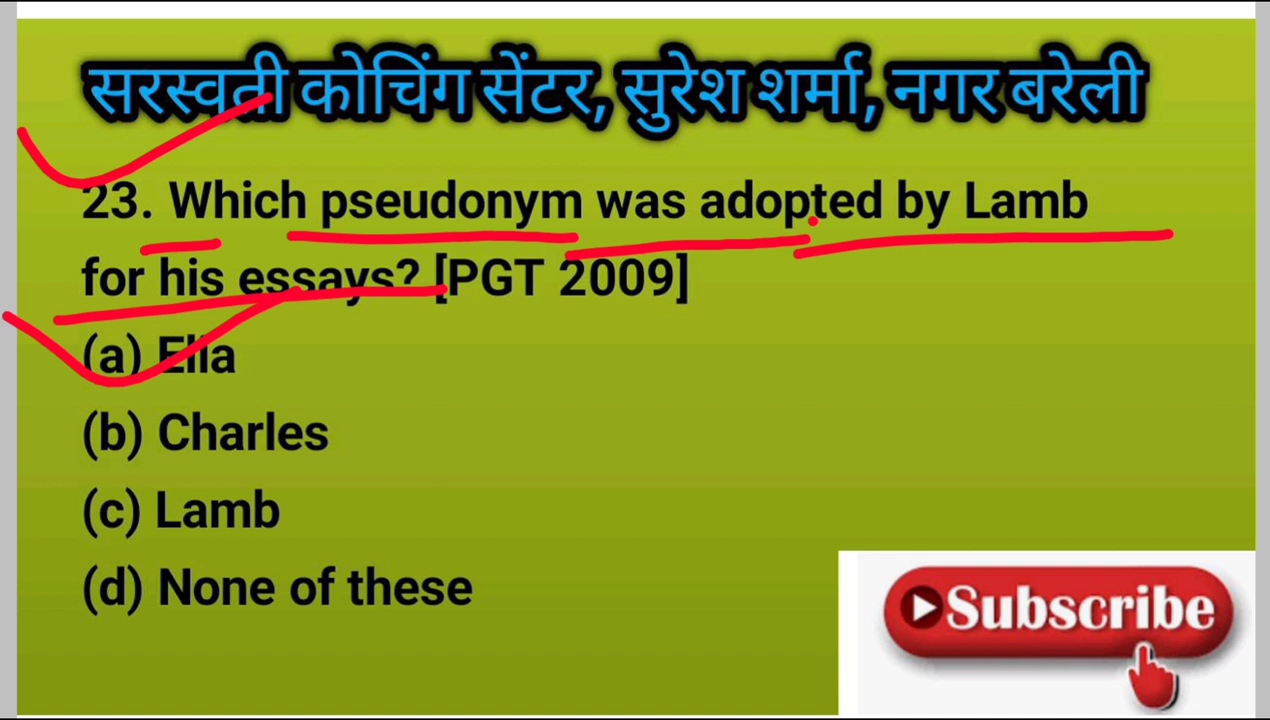 सरस्वती कोचिंग सेंटर, सुरेश शर्मा, नगर बरेली
23. Which pseudonym was adopted by Lamb
for his essays? [PGT 2009]
(a) Elia
(b) Charles
(c) Lamb
(d) None of these
Subscribe